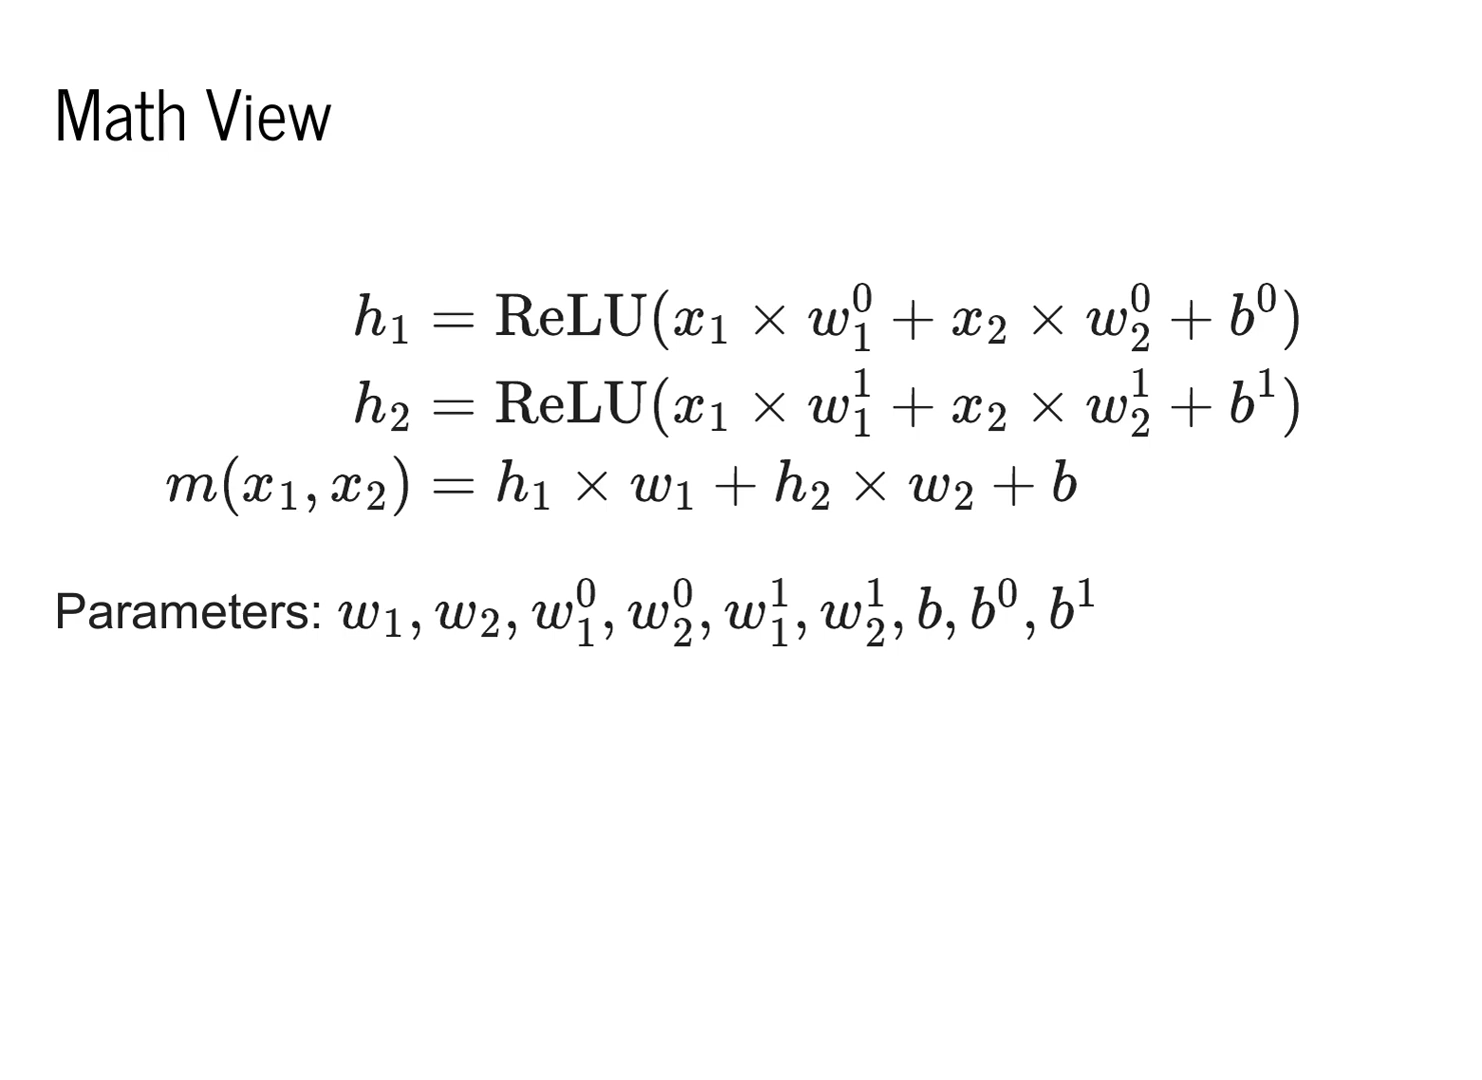 Math View
h₁ = ReLU(x₁ × w₁⁰ + x₂ × w₂⁰ + b⁰)
h₂ = ReLU(x₁ × w₁¹ + x₂ × w₂¹ + b¹)
m(x₁, x₂) = h₁ × w₁ + h₂ × w₂ + b
Parameters: w₁, w₂, w₁⁰, w₂⁰, w₁¹, w₂¹, b, b⁰, b¹